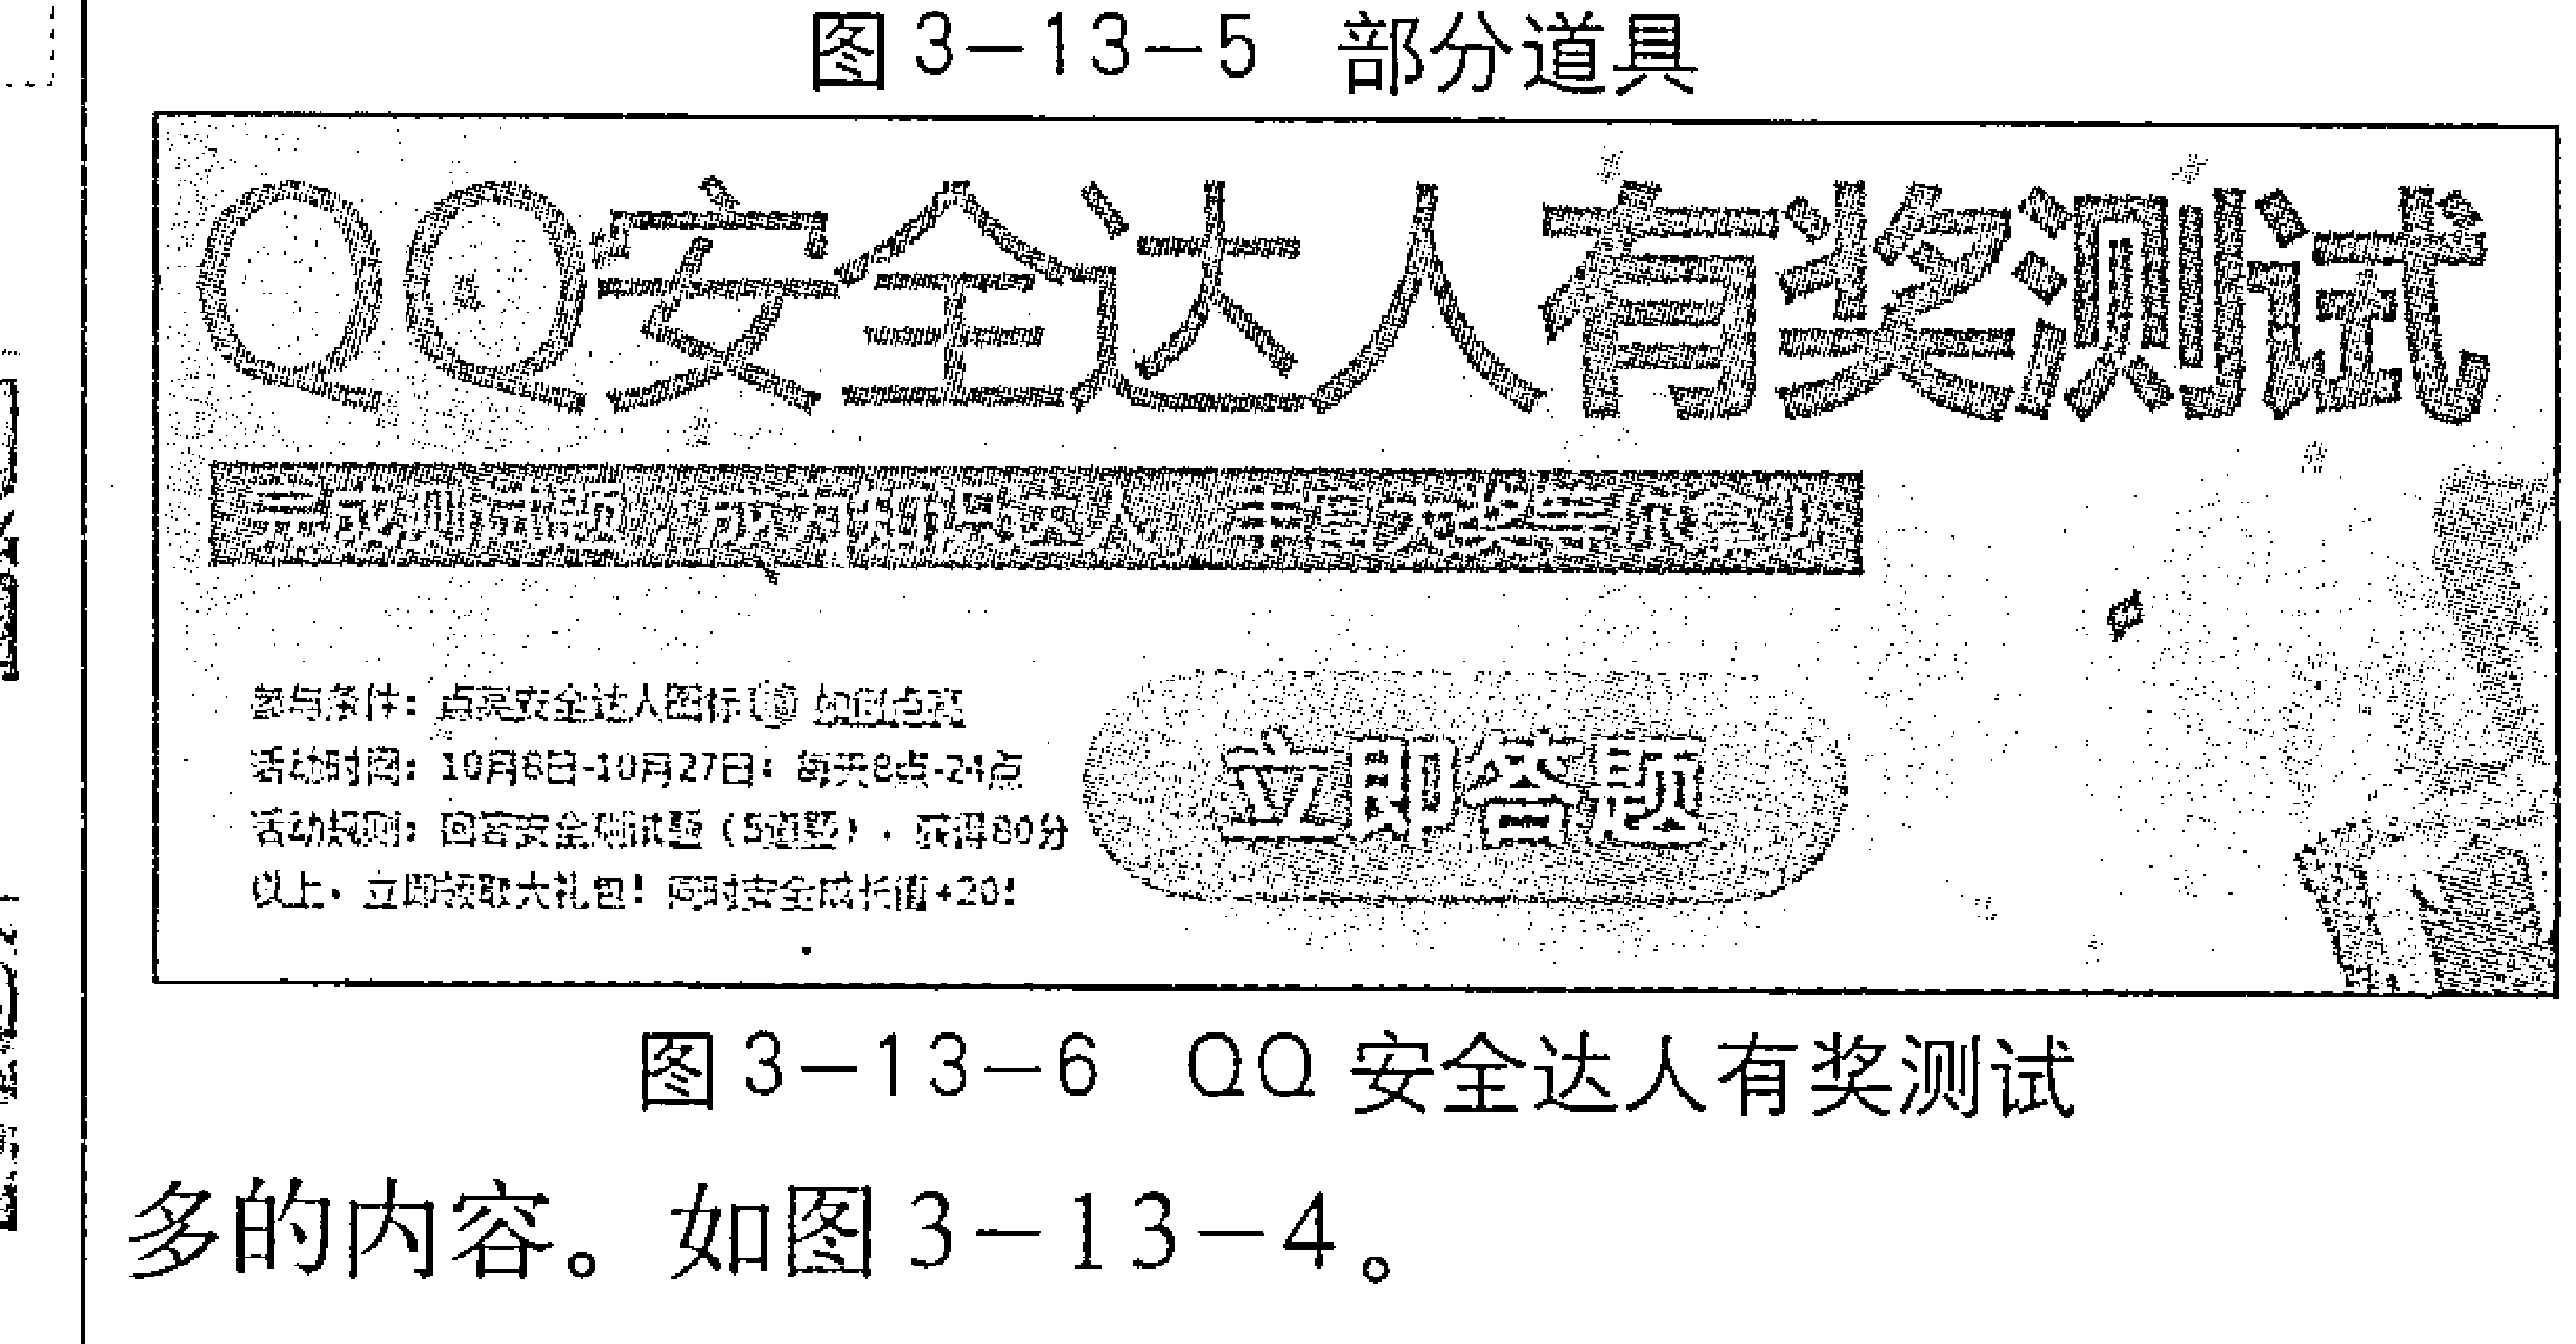 图3-13-5 部分道具
QQ安全达人有奖测试
参与条件：点亮安全达人图标 如何点亮
活动时间：10月8日-10月27日：每天8点-24点
活动规则：回答安全测试题（5道题），获得80分
以上，立即领取大礼包！同时安全成长值+20！
立即答题
图3-13-6 QQ安全达人有奖测试
多的内容。如图3-13-4。